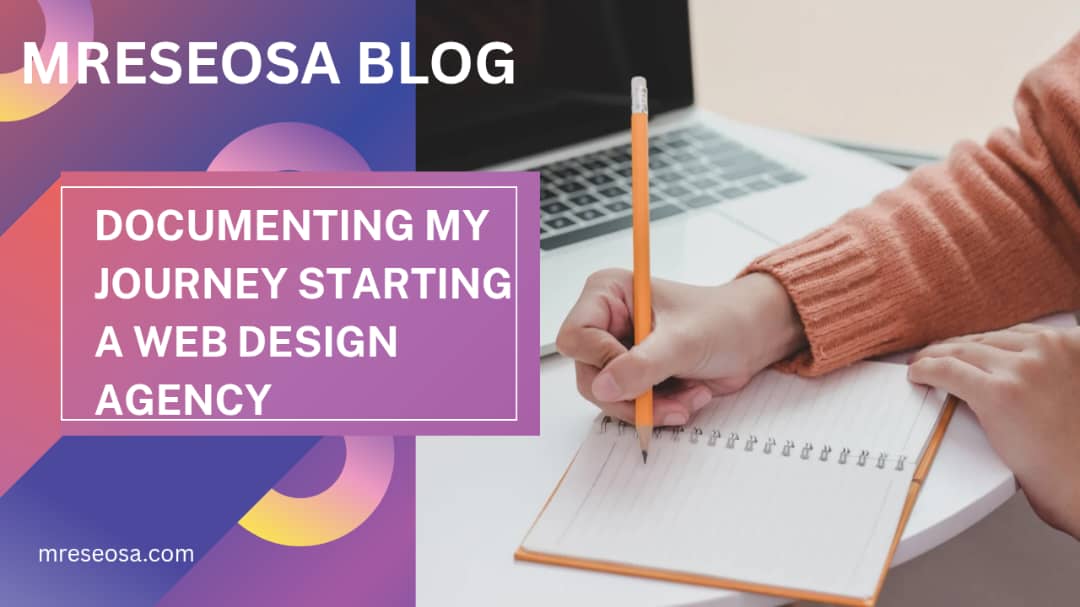 MRESEOSA BLOG
DOCUMENTING MY
JOURNEY STARTING
A WEB DESIGN
AGENCY
mreseosa.com